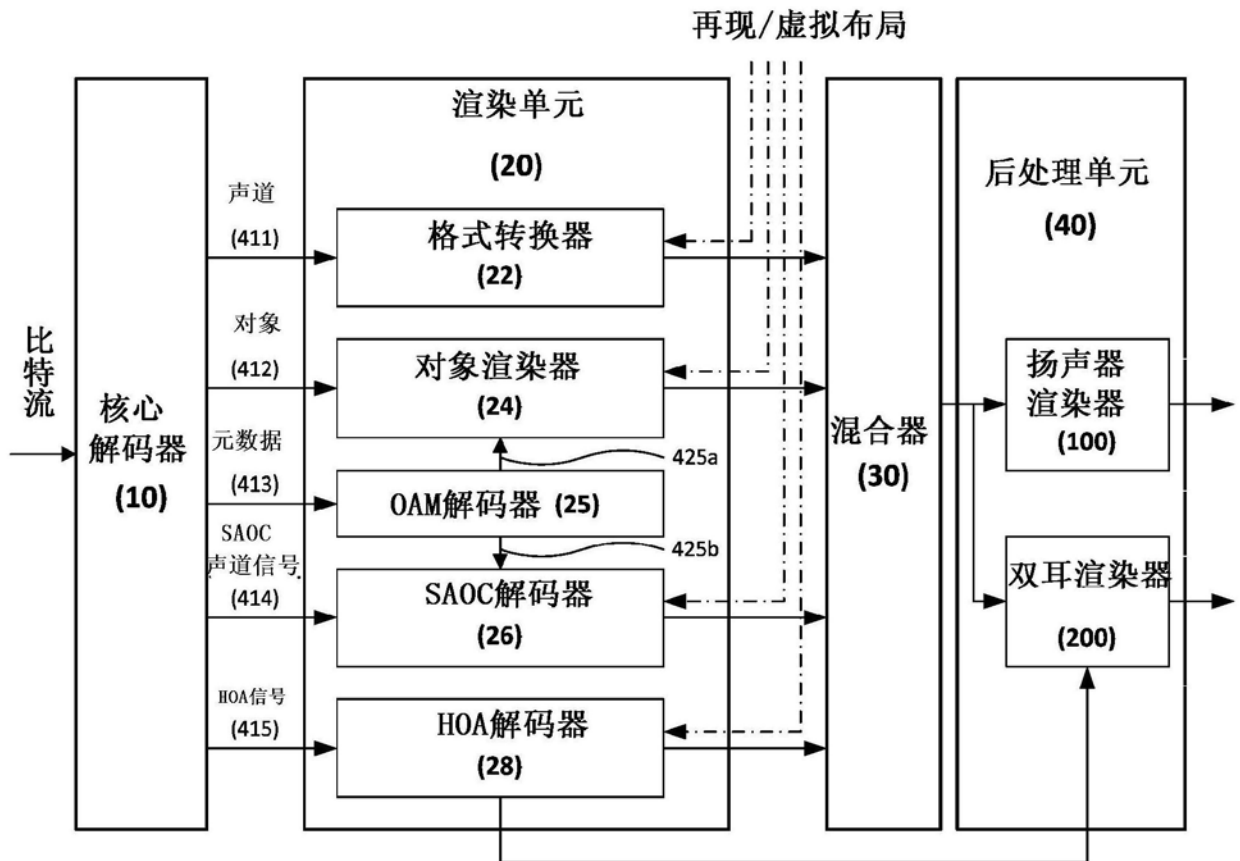 再现/虚拟布局
渲染单元
(20)
后处理单元
(40)
声道
(411)
格式转换器
(22)
对象
(412)
对象渲染器
(24)
比特流
核心
解码器
(10)
元数据
(413)
425a
OAM解码器 (25)
425b
SAOC
声道信号
(414)
SAOC解码器
(26)
HOA信号
(415)
HOA解码器
(28)
混合器
(30)
扬声器
渲染器
(100)
双耳渲染器
(200)